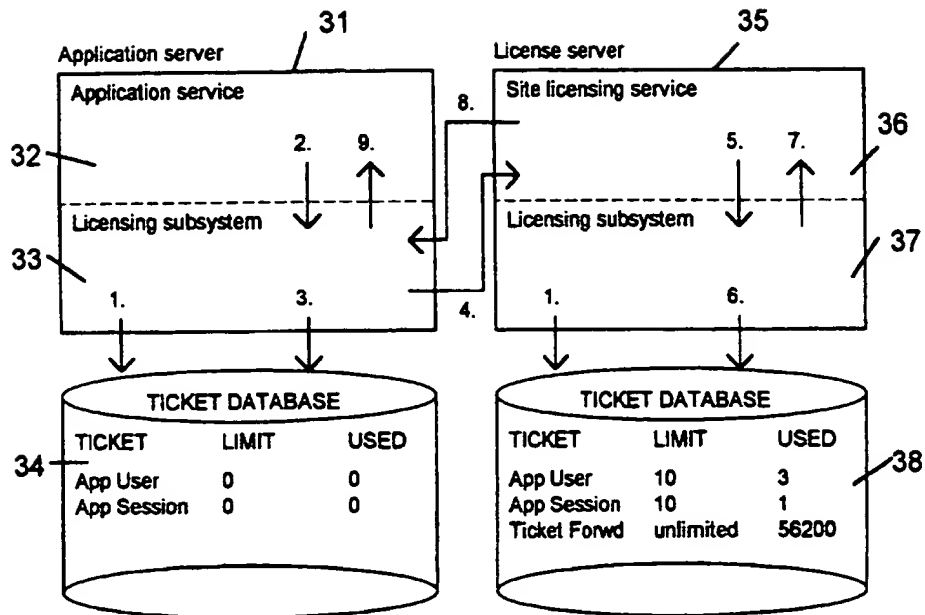 31
35
Application server
License server
Application service
Site licensing service
8.
2.
9.
5.
7.
36
32
Licensing subsystem
Licensing subsystem
33
37
1.
3.
4.
1.
6.
TICKET DATABASE
TICKET LIMIT USED
34
App User 0 0
App Session 0 0
TICKET DATABASE
TICKET LIMIT USED
38
App User 10 3
App Session 10 1
Ticket Forwd unlimited 56200